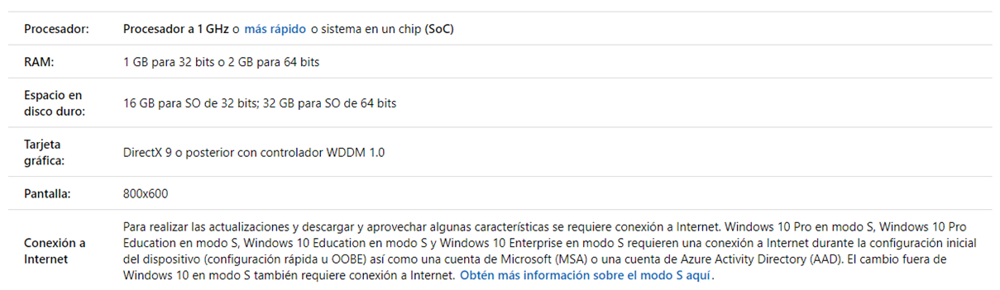 Procesador: Procesador a 1 GHz o más rápido o sistema en un chip (SoC)
RAM: 1 GB para 32 bits o 2 GB para 64 bits
Espacio en
disco duro: 16 GB para SO de 32 bits; 32 GB para SO de 64 bits
Tarjeta
gráfica: DirectX 9 o posterior con controlador WDDM 1.0
Pantalla: 800x600
Conexión a
Internet
Para realizar las actualizaciones y descargar y aprovechar algunas características se requiere conexión a Internet. Windows 10 Pro en modo S, Windows 10 Pro
Education en modo S, Windows 10 Education en modo S y Windows 10 Enterprise en modo S requieren una conexión a Internet durante la configuración inicial
del dispositivo (configuración rápida u OOBE) así como una cuenta de Microsoft (MSA) o una cuenta de Azure Activity Directory (AAD). El cambio fuera de
Windows 10 en modo S también requiere conexión a Internet. Obtén más información sobre el modo S aquí.